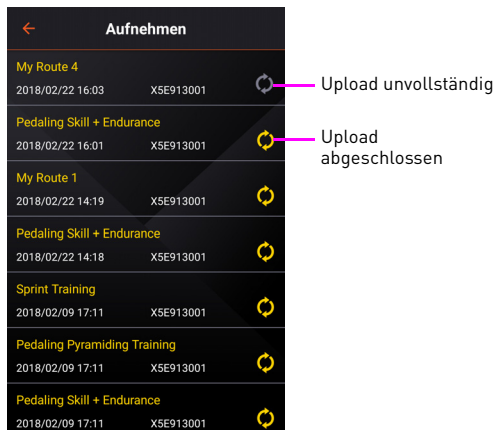 Aufnehmen
My Route 4
2018/02/22 16:03 X5E913001
Upload unvollständig
Pedaling Skill + Endurance
2018/02/22 16:01 X5E913001
Upload
abgeschlossen
My Route 1
2018/02/22 14:19 X5E913001
Pedaling Skill + Endurance
2018/02/22 14:18 X5E913001
Sprint Training
2018/02/09 17:11 X5E913001
Pedaling Pyramiding Training
2018/02/09 17:11 X5E913001
Pedaling Skill + Endurance
2018/02/09 17:11 X5E913001